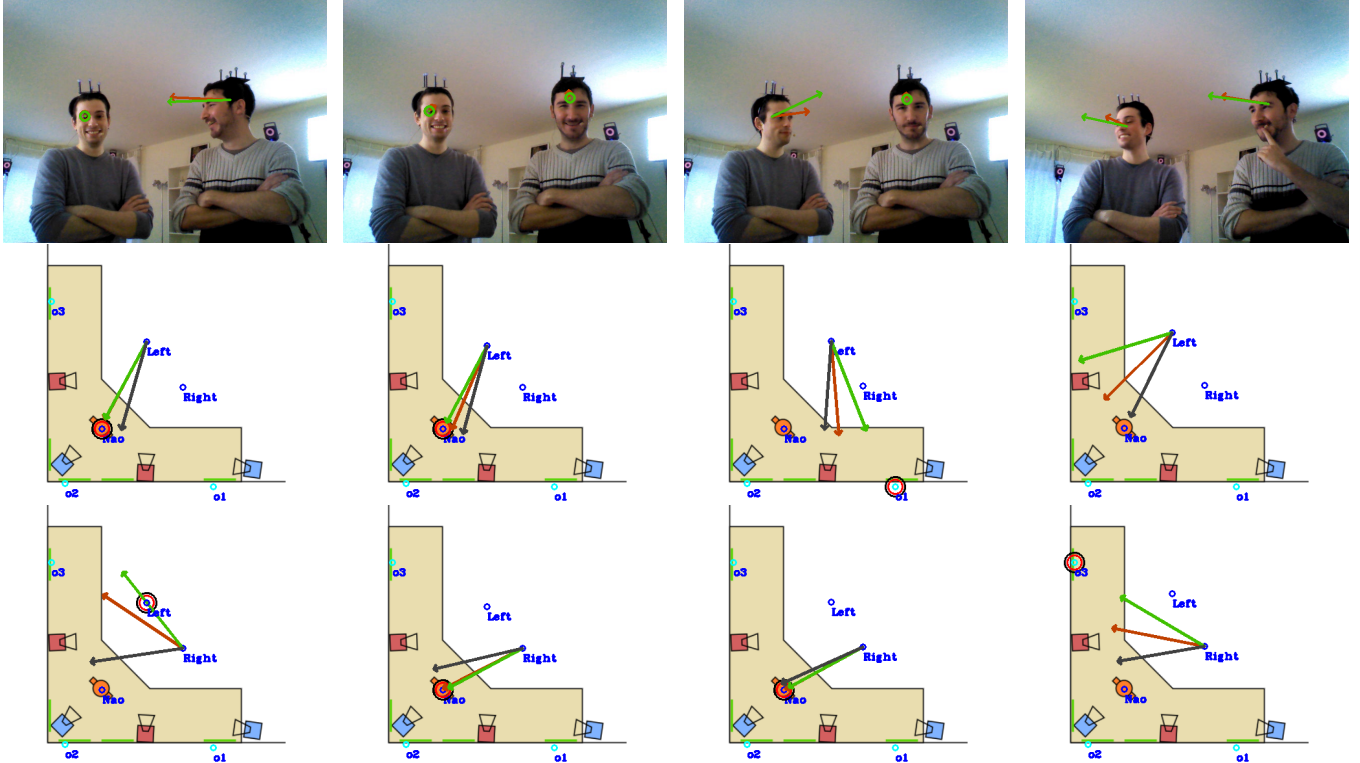 o3 o3 o3 o3
Left Left Left Left
Right Right Right Right
Nao Nao Nao Nao
o2 o1 o2 o1 o2 o1 o2 o1
o3 o3 o3 o3
Left Left Left Left
Right Right Right Right
Nao Nao Nao Nao
o2 o1 o2 o1 o2 o1 o2 o1